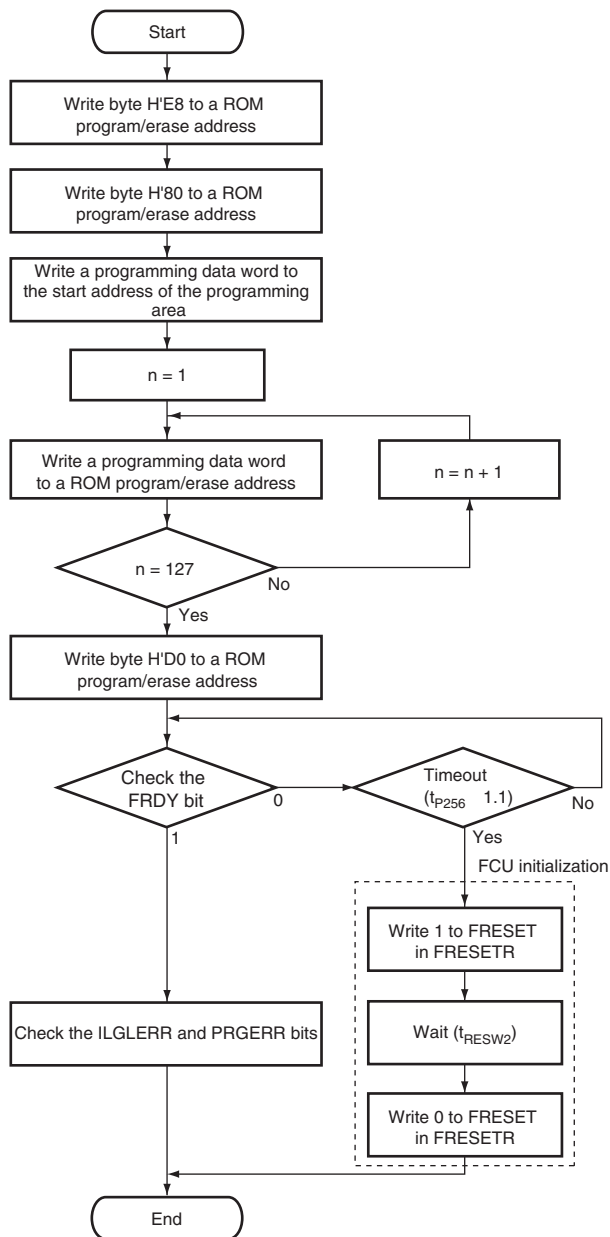 Start
Write byte H'E8 to a ROM
program/erase address
Write byte H'80 to a ROM
program/erase address
Write a programming data word to
the start address of the programming
area
n = 1
Write a programming data word
to a ROM program/erase address
n = n + 1
n = 127
No
Yes
Write byte H'D0 to a ROM
program/erase address
Check the
FRDY bit
0
1
Timeout
(tP256 1.1)
No
Yes
FCU initialization
Write 1 to FRESET
in FRESETR
Wait (tRESW2)
Write 0 to FRESET
in FRESETR
Check the ILGLERR and PRGERR bits
End